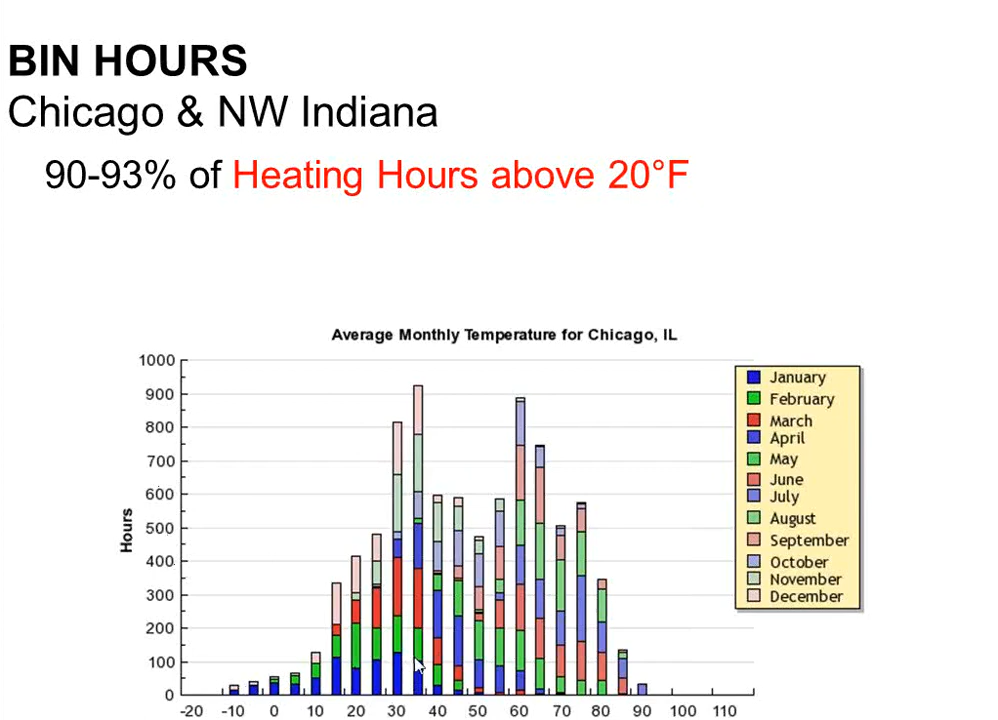 BIN HOURS
Chicago & NW Indiana
90-93% of Heating Hours above 20°F
Average Monthly Temperature for Chicago, IL
Hours
1000
900
800
700
600
500
400
300
200
100
0
-20 -10 0 10 20 30 40 50 60 70 80 90 100 110
January
February
March
April
May
June
July
August
September
October
November
December